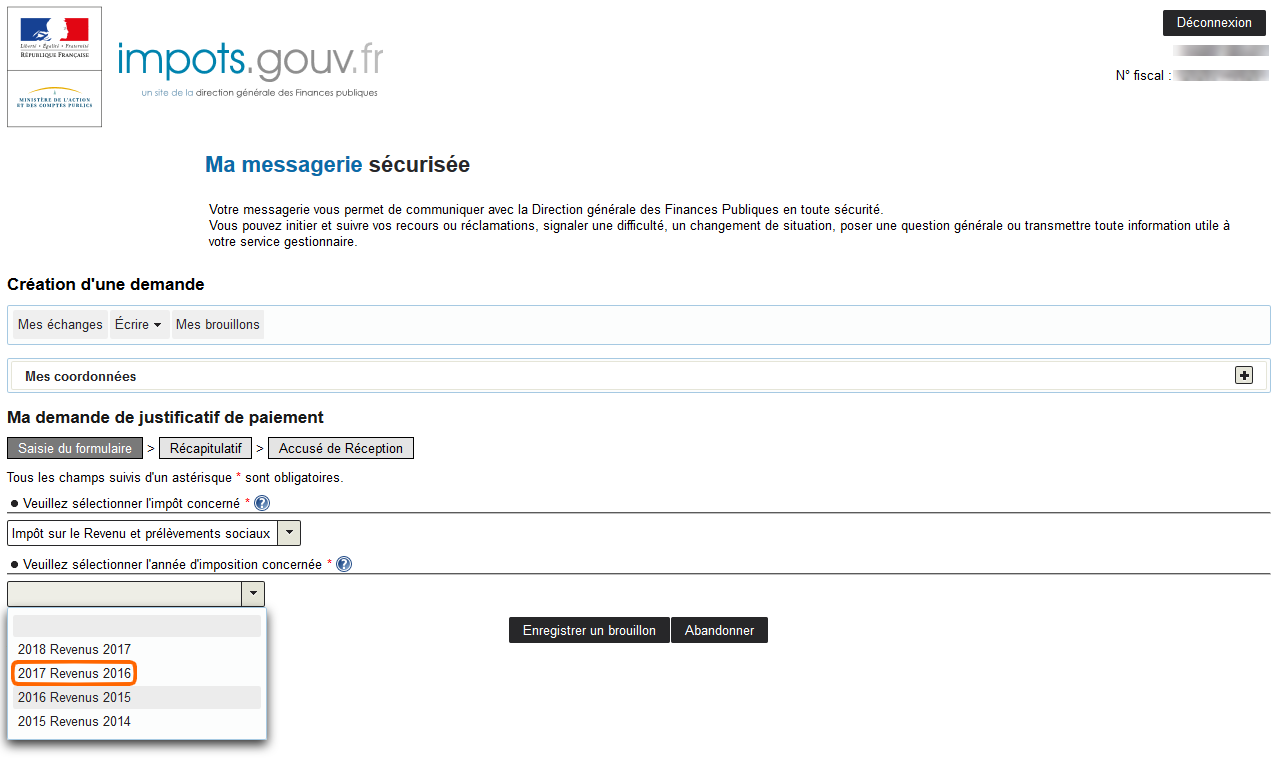 Liberté • Égalité • Fraternité
RÉPUBLIQUE FRANÇAISE
MINISTÈRE DE L'ACTION
ET DES COMPTES PUBLICS
impots.gouv.fr
un site de la direction générale des Finances publiques
Déconnexion
N° fiscal :
Ma messagerie sécurisée
Votre messagerie vous permet de communiquer avec la Direction générale des Finances Publiques en toute sécurité.
Vous pouvez initier et suivre vos recours ou réclamations, signaler une difficulté, un changement de situation, poser une question générale ou transmettre toute information utile à
votre service gestionnaire.
Création d'une demande
Mes échanges Écrire Mes brouillons
Mes coordonnées
Ma demande de justificatif de paiement
Saisie du formulaire > Récapitulatif > Accusé de Réception
Tous les champs suivis d'un astérisque * sont obligatoires.
Veuillez sélectionner l'impôt concerné * ?
Impôt sur le Revenu et prélèvements sociaux
Veuillez sélectionner l'année d'imposition concernée * ?
Enregistrer un brouillon Abandonner
2018 Revenus 2017
2017 Revenus 2016
2016 Revenus 2015
2015 Revenus 2014